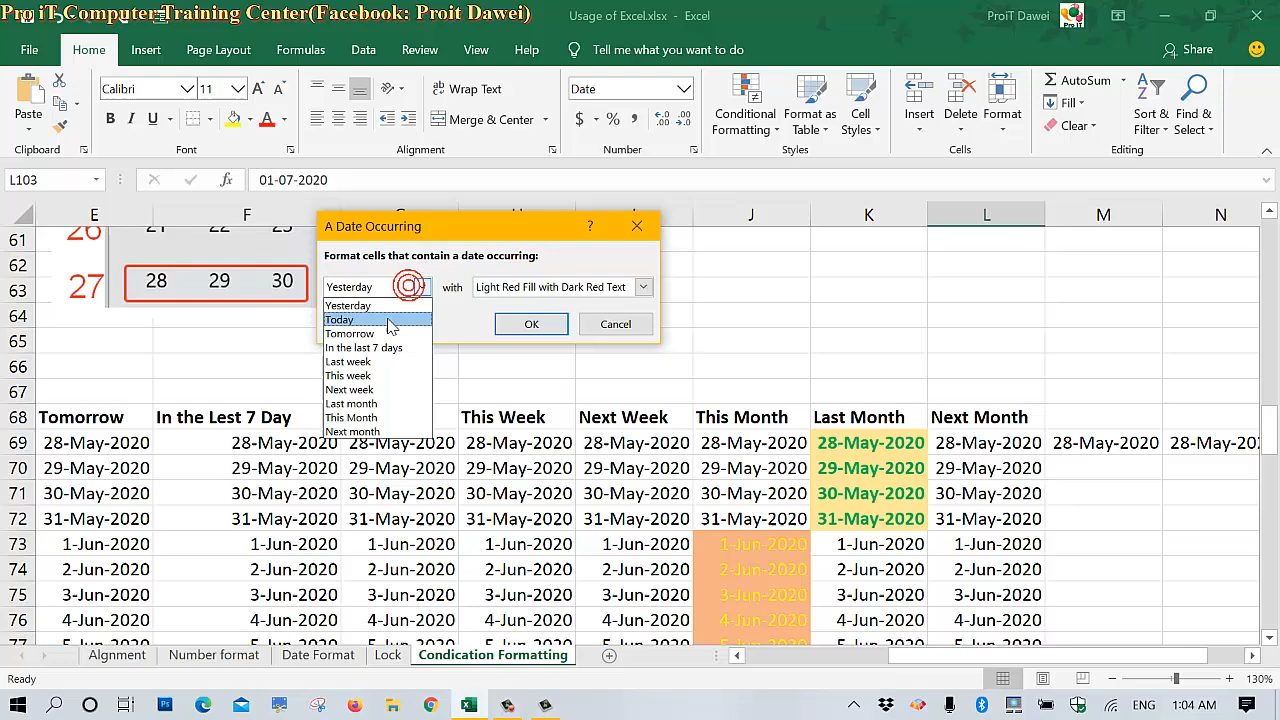 Pro iT Computer Training Center(Facebook: Proit Dawei)
Usage of Excel.xlsx - Excel
ProiT Dawei
File Home Insert Page Layout Formulas Data Review View Help Tell me what you want to do Share
Calibri 11
Wrap Text
Date
AutoSum
Paste
Merge & Center
Conditional Formatting
Format as Table
Cell Styles
Insert Delete Format
Fill
Clear
Sort & Filter
Find & Select
Clipboard Font Alignment Number Styles Cells Editing
L103 fx 01-07-2020
E F J K L M N
61 26
62
63 27 28 29 30
64
65
66
67
A Date Occurring ?
Format cells that contain a date occurring:
Yesterday with Light Red Fill with Dark Red Text
OK Cancel
Yesterday
Today
Tomorrow
In the last 7 days
Last week
This week
Next week
Last month
This Month
Next month
68 Tomorrow In the Lest 7 Day This Week Next Week This Month Last Month Next Month
69 28-May-2020 28-May-2020 28-May-2020 28-May-2020 28-May-2020 28-May-2020 28-May-2020 28-May-2020 28-May-2020
70 29-May-2020 29-May-2020 29-May-2020 29-May-2020 29-May-2020 29-May-2020 29-May-2020 29-May-2020
71 30-May-2020 30-May-2020 30-May-2020 30-May-2020 30-May-2020 30-May-2020 30-May-2020 30-May-2020
72 31-May-2020 31-May-2020 31-May-2020 31-May-2020 31-May-2020 31-May-2020 31-May-2020 31-May-2020
73 1-Jun-2020 1-Jun-2020 1-Jun-2020 1-Jun-2020 1-Jun-2020 1-Jun-2020 1-Jun-2020 1-Jun-2020
74 2-Jun-2020 2-Jun-2020 2-Jun-2020 2-Jun-2020 2-Jun-2020 2-Jun-2020 2-Jun-2020 2-Jun-2020
75 3-Jun-2020 3-Jun-2020 3-Jun-2020 3-Jun-2020 3-Jun-2020 3-Jun-2020 3-Jun-2020 3-Jun-2020
76 4-Jun-2020 4-Jun-2020 4-Jun-2020 4-Jun-2020 4-Jun-2020 4-Jun-2020 4-Jun-2020 4-Jun-2020
77 5-Jun-2020 5-Jun-2020 5-Jun-2020 5-Jun-2020 5-Jun-2020 5-Jun-2020 5-Jun-2020 5-Jun-2020
Alignment Number format Date Format Lock Condication Formatting
Ready 130%
ENG 1:04 AM